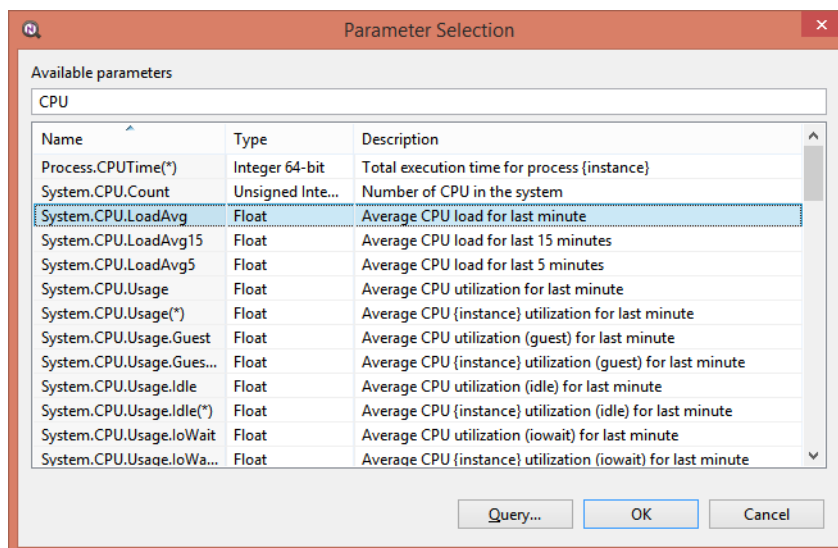 Parameter Selection
Available parameters
CPU
Name Type Description
Process.CPUTime(*) Integer 64-bit Total execution time for process {instance}
System.CPU.Count Unsigned Inte... Number of CPU in the system
System.CPU.LoadAvg Float Average CPU load for last minute
System.CPU.LoadAvg15 Float Average CPU load for last 15 minutes
System.CPU.LoadAvg5 Float Average CPU load for last 5 minutes
System.CPU.Usage Float Average CPU utilization for last minute
System.CPU.Usage(*) Float Average CPU {instance} utilization for last minute
System.CPU.Usage.Guest Float Average CPU utilization (guest) for last minute
System.CPU.Usage.Gues... Float Average CPU {instance} utilization (guest) for last minute
System.CPU.Usage.Idle Float Average CPU utilization (idle) for last minute
System.CPU.Usage.Idle(*) Float Average CPU {instance} utilization (idle) for last minute
System.CPU.Usage.IoWait Float Average CPU utilization (iowait) for last minute
System.CPU.Usage.IoWa... Float Average CPU {instance} utilization (iowait) for last minute
Query... OK Cancel